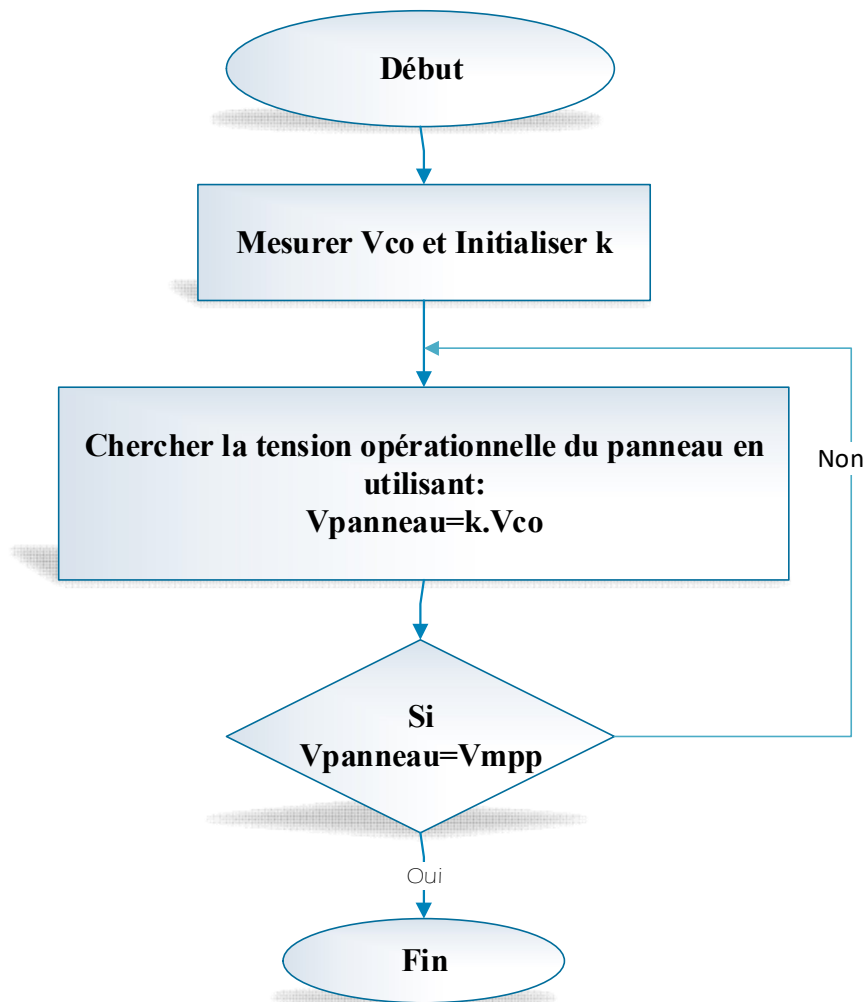 Début
Mesurer Vco et Initialiser k
Chercher la tension opérationnelle du panneau en
utilisant:
Vpanneau=k.Vco
Non
Si
Vpanneau=Vmpp
Oui
Fin